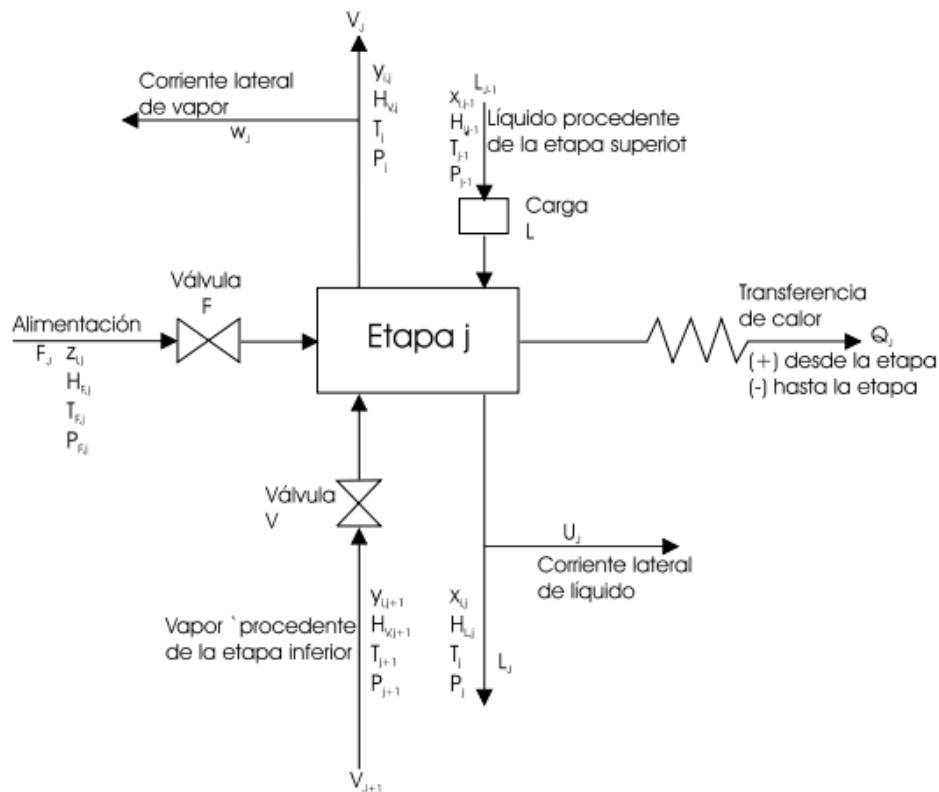 V_J
Corriente lateral
de vapor
w_J
y_i,j
H_v,j
T_j
P_j
L_J-1
x_i,j-1
H_i,j-1
T_j-1
P_j-1
Líquido procedente
de la etapa superiot
Carga
L
Válvula
F
Alimentación
F_J
z_i,j
H_F,j
T_F,j
P_F,j
Etapa j
Transferencia
de calor
Q_J
(+) desde la etapa
(-) hasta la etapa
Válvula
V
U_J
Corriente lateral
de líquido
Vapor `procedente
de la etapa inferior
y_i,j+1
H_v,j+1
T_j+1
P_j+1
x_i,j
H_L,j
T_j
P_j
L_J
V_J+1